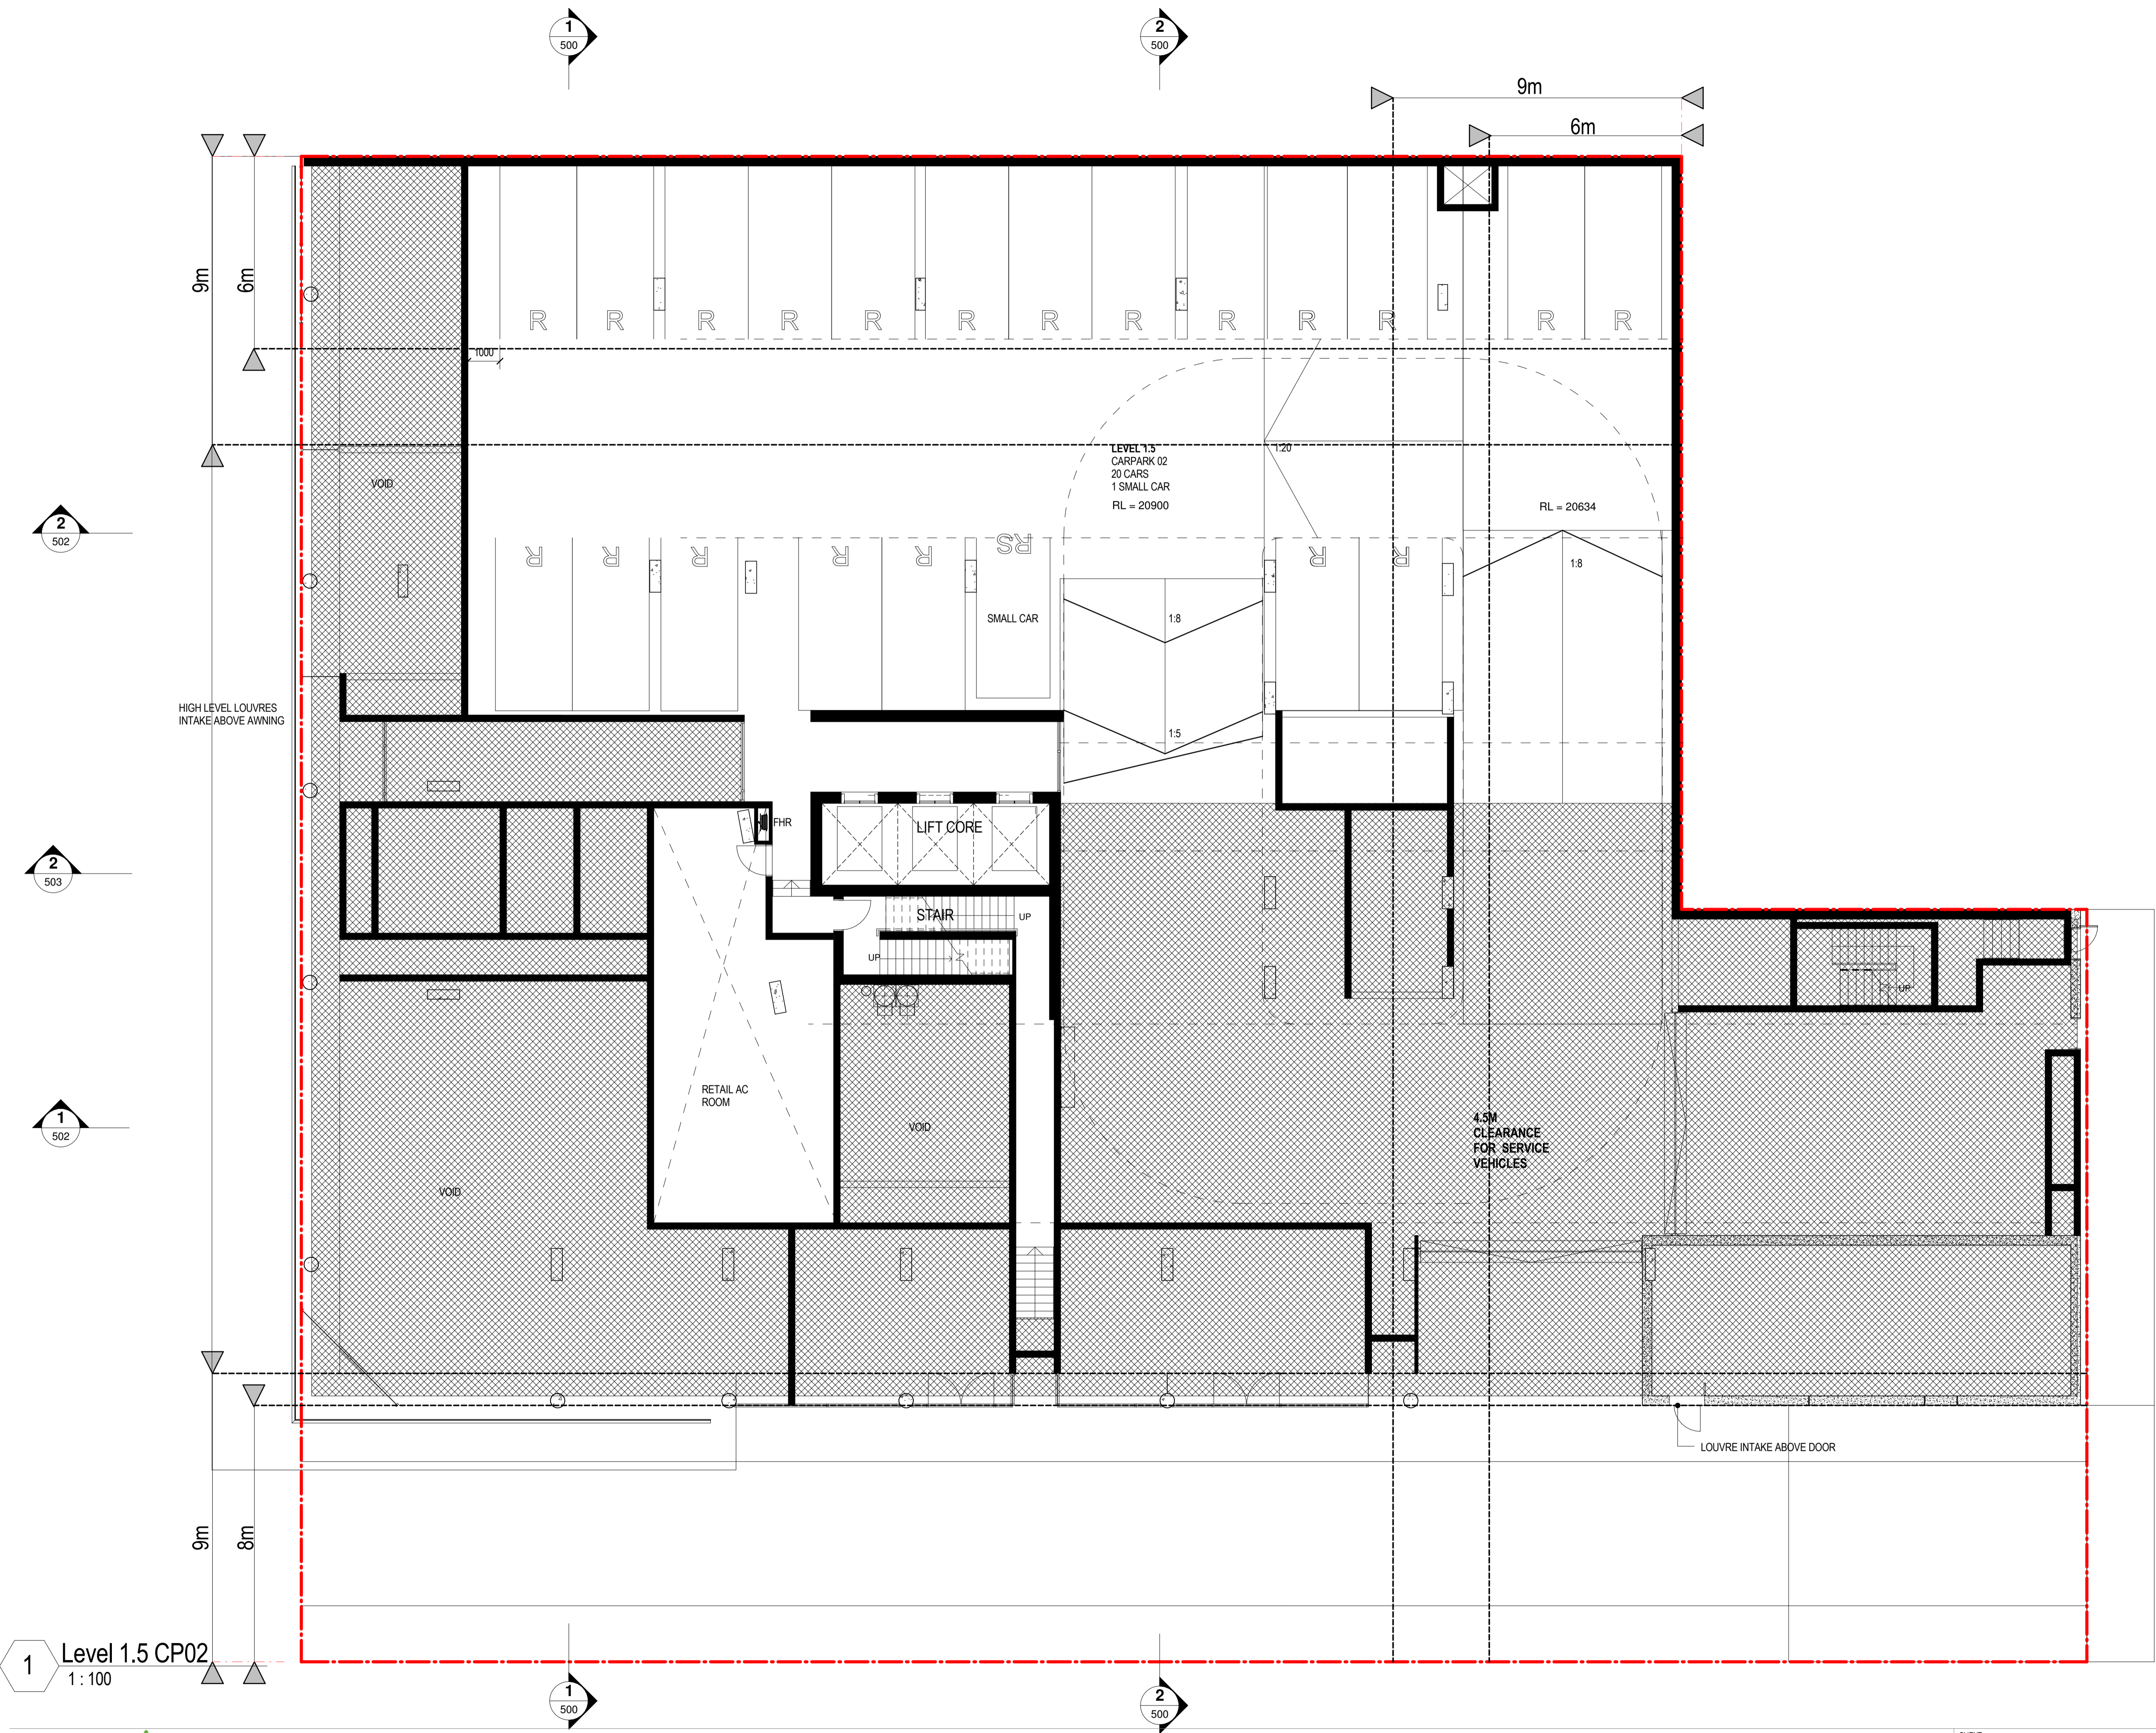 1
500
2
500
9m
6m
9m
6m
R R R R R R R R R R R R R
1000
LEVEL 1.5
CARPARK 02
20 CARS
1 SMALL CAR
RL = 20900
1:20
RL = 20634
VOID
2
502
R R R R R RS R R
1:8
SMALL CAR
1:8
HIGH LEVEL LOUVRES
INTAKE ABOVE AWNING
1:5
FHR
LIFT CORE
2
503
STAIR
UP
UP
UP
RETAIL AC
ROOM
VOID
1
502
4.5M
CLEARANCE
FOR SERVICE
VEHICLES
VOID
LOUVRE INTAKE ABOVE DOOR
9m
8m
1
Level 1.5 CP02
1 : 100
1
500
2
500